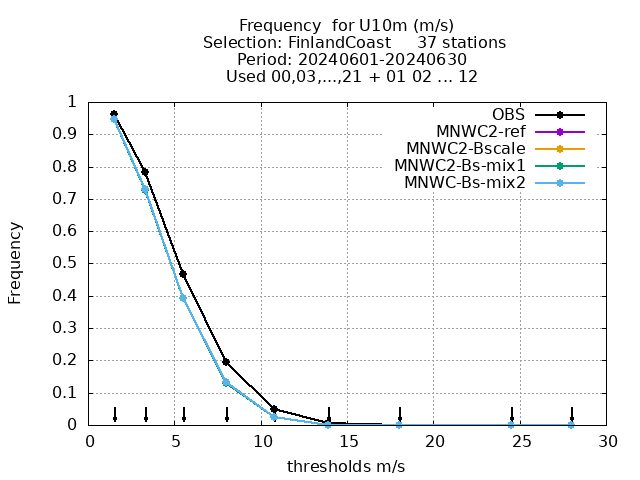 Frequency  for U10m (m/s)
Selection: FinlandCoast     37 stations
Period: 20240601-20240630
Used 00,03,...,21 + 01 02 ... 12
OBS
MNWC2-ref
MNWC2-Bscale
MNWC2-Bs-mix1
MNWC-Bs-mix2
1
0.9
0.8
0.7
0.6
0.5
0.4
0.3
0.2
0.1
0
Frequency
0 5 10 15 20 25 30
thresholds m/s